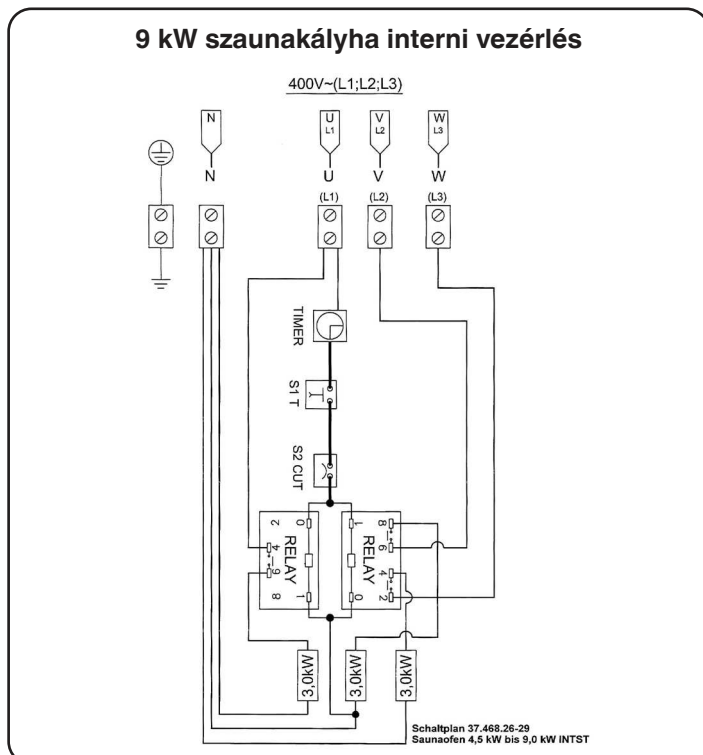 9 kW szaunakályha interni vezérlés
400V~(L1;L2;L3)
N U L1 V L2 W L3
N U V W
(L1) (L2) (L3)
TIMER
S1 T
S2 CUT
2 0 1 8
4 RELAY RELAY 6
6 4
8 1 0 2
3,0kW 3,0kW 3,0kW
Schaltplan 37.468.26-29
Saunaofen 4,5 kW bis 9,0 kW INTST